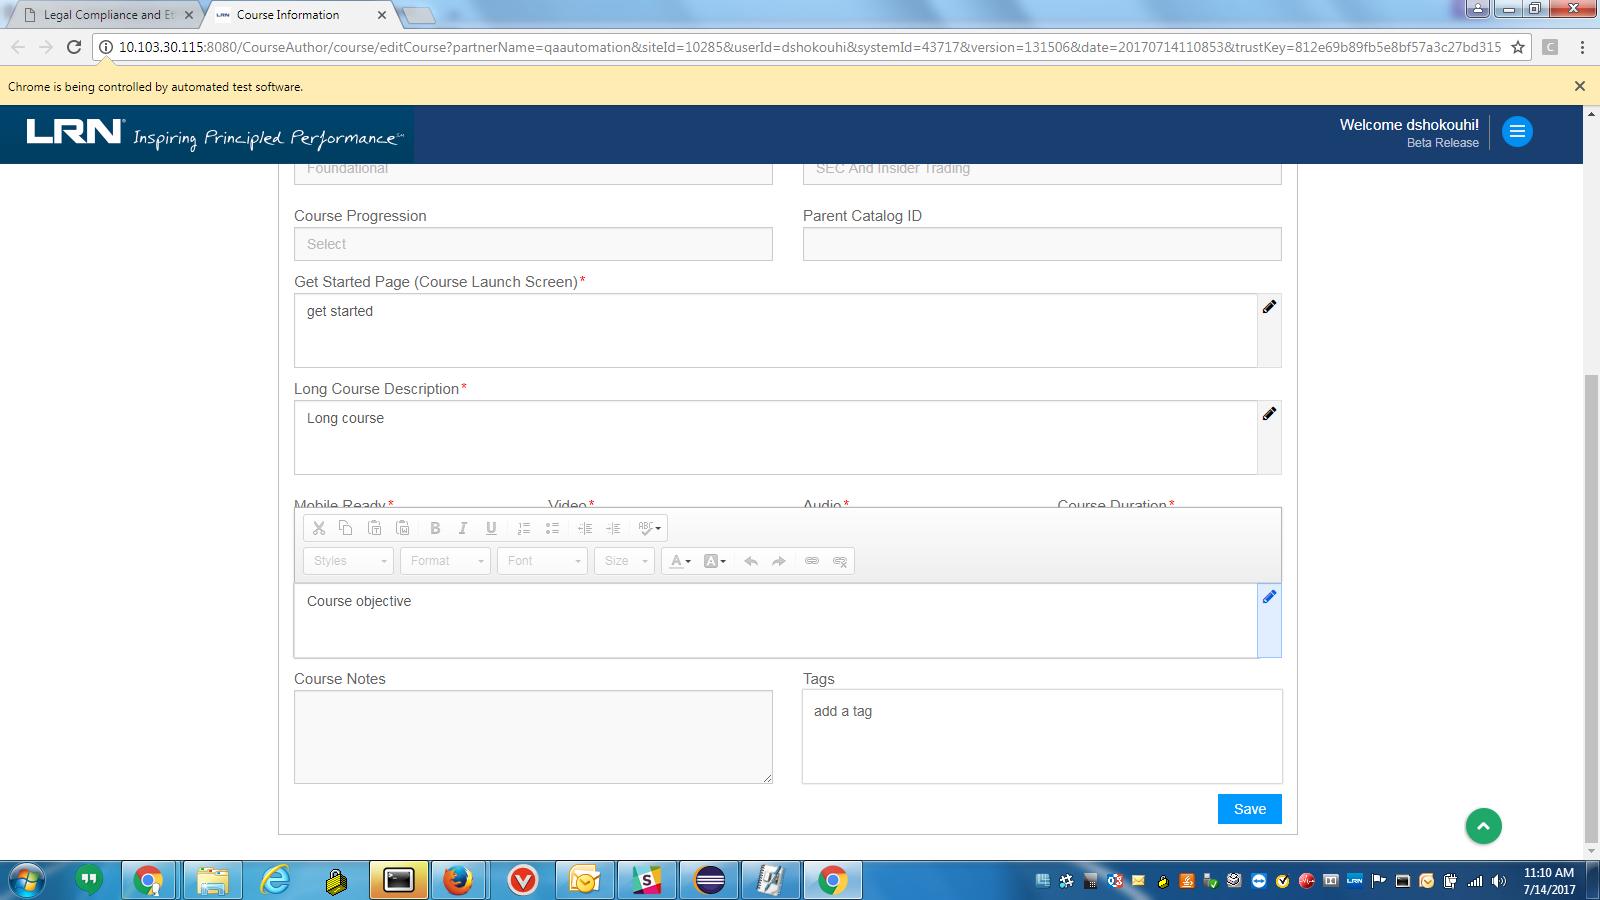 Legal Compliance and Et
LRN
Course Information
10.103.30.115:8080/CourseAuthor/course/editCourse?partnerName=qaautomation&siteId=10285&userId=dshokouhi&systemId=43717&version=131506&date=20170714110853&trustKey=812e69b89fb5e8bf57a3c27bd315
C
Chrome is being controlled by automated test software.
LRN Inspiring Principled Performance
Welcome dshokouhi!
Beta Release
Foundational
SEC And Insider Trading
Course Progression
Parent Catalog ID
Select
Get Started Page (Course Launch Screen)*
get started
Long Course Description*
Long course
Mobile Ready*
Video*
Audio*
Course Duration*
B I U
ABC
Styles
Format
Font
Size
A
A
Course objective
Course Notes
Tags
add a tag
Save
LRN
11:10 AM
7/14/2017